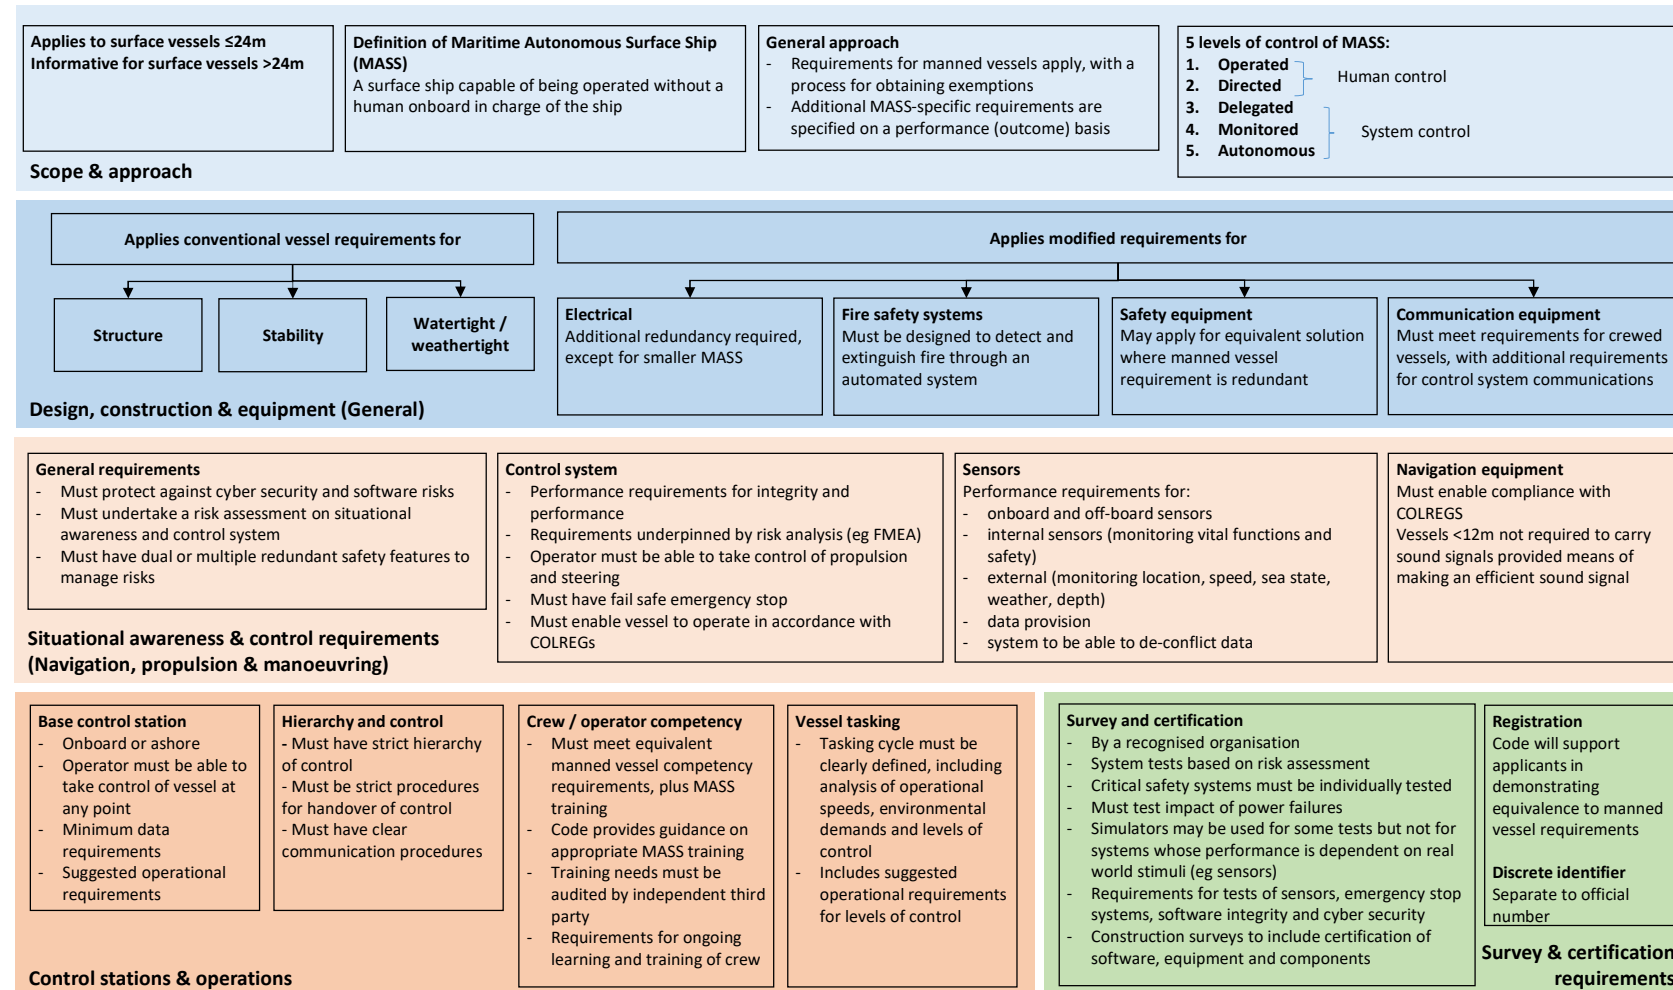 Applies to surface vessels ≤24m
Informative for surface vessels >24m
Definition of Maritime Autonomous Surface Ship
(MASS)
A surface ship capable of being operated without a
human onboard in charge of the ship
General approach
- Requirements for manned vessels apply, with a
process for obtaining exemptions
- Additional MASS-specific requirements are
specified on a performance (outcome) basis
5 levels of control of MASS:
1. Operated
2. Directed
Human control
3. Delegated
4. Monitored
5. Autonomous
System control
Scope & approach
Applies conventional vessel requirements for
Structure
Stability
Watertight /
weathertight
Applies modified requirements for
Electrical
Additional redundancy required,
except for smaller MASS
Fire safety systems
Must be designed to detect and
extinguish fire through an
automated system
Safety equipment
May apply for equivalent solution
where manned vessel
requirement is redundant
Communication equipment
Must meet requirements for crewed
vessels, with additional requirements
for control system communications
Design, construction & equipment (General)
General requirements
- Must protect against cyber security and software risks
- Must undertake a risk assessment on situational
awareness and control system
- Must have dual or multiple redundant safety features to
manage risks
Control system
- Performance requirements for integrity and
performance
- Requirements underpinned by risk analysis (eg FMEA)
- Operator must be able to take control of propulsion
and steering
- Must have fail safe emergency stop
- Must enable vessel to operate in accordance with
COLREGs
Sensors
Performance requirements for:
- onboard and off-board sensors
- internal sensors (monitoring vital functions and
safety)
- external (monitoring location, speed, sea state,
weather, depth)
- data provision
- system to be able to de-conflict data
Navigation equipment
Must enable compliance with
COLREGS
Vessels <12m not required to carry
sound signals provided means of
making an efficient sound signal
Situational awareness & control requirements
(Navigation, propulsion & manoeuvring)
Base control station
- Onboard or ashore
- Operator must be able to
take control of vessel at
any point
- Minimum data
requirements
- Suggested operational
requirements
Hierarchy and control
- Must have strict hierarchy
of control
- Must be strict procedures
for handover of control
- Must have clear
communication procedures
Crew / operator competency
- Must meet equivalent
manned vessel competency
requirements, plus MASS
training
- Code provides guidance on
appropriate MASS training
- Training needs must be
audited by independent third
party
- Requirements for ongoing
learning and training of crew
Vessel tasking
- Tasking cycle must be
clearly defined, including
analysis of operational
speeds, environmental
demands and levels of
control
- Includes suggested
operational requirements
for levels of control
Control stations & operations
Survey and certification
- By a recognised organisation
- System tests based on risk assessment
- Critical safety systems must be individually tested
- Must test impact of power failures
- Simulators may be used for some tests but not for
systems whose performance is dependent on real
world stimuli (eg sensors)
- Requirements for tests of sensors, emergency stop
systems, software integrity and cyber security
- Construction surveys to include certification of
software, equipment and components
Registration
Code will support
applicants in
demonstrating
equivalence to manned
vessel requirements
Discrete identifier
Separate to official
number
Survey & certification
requirements